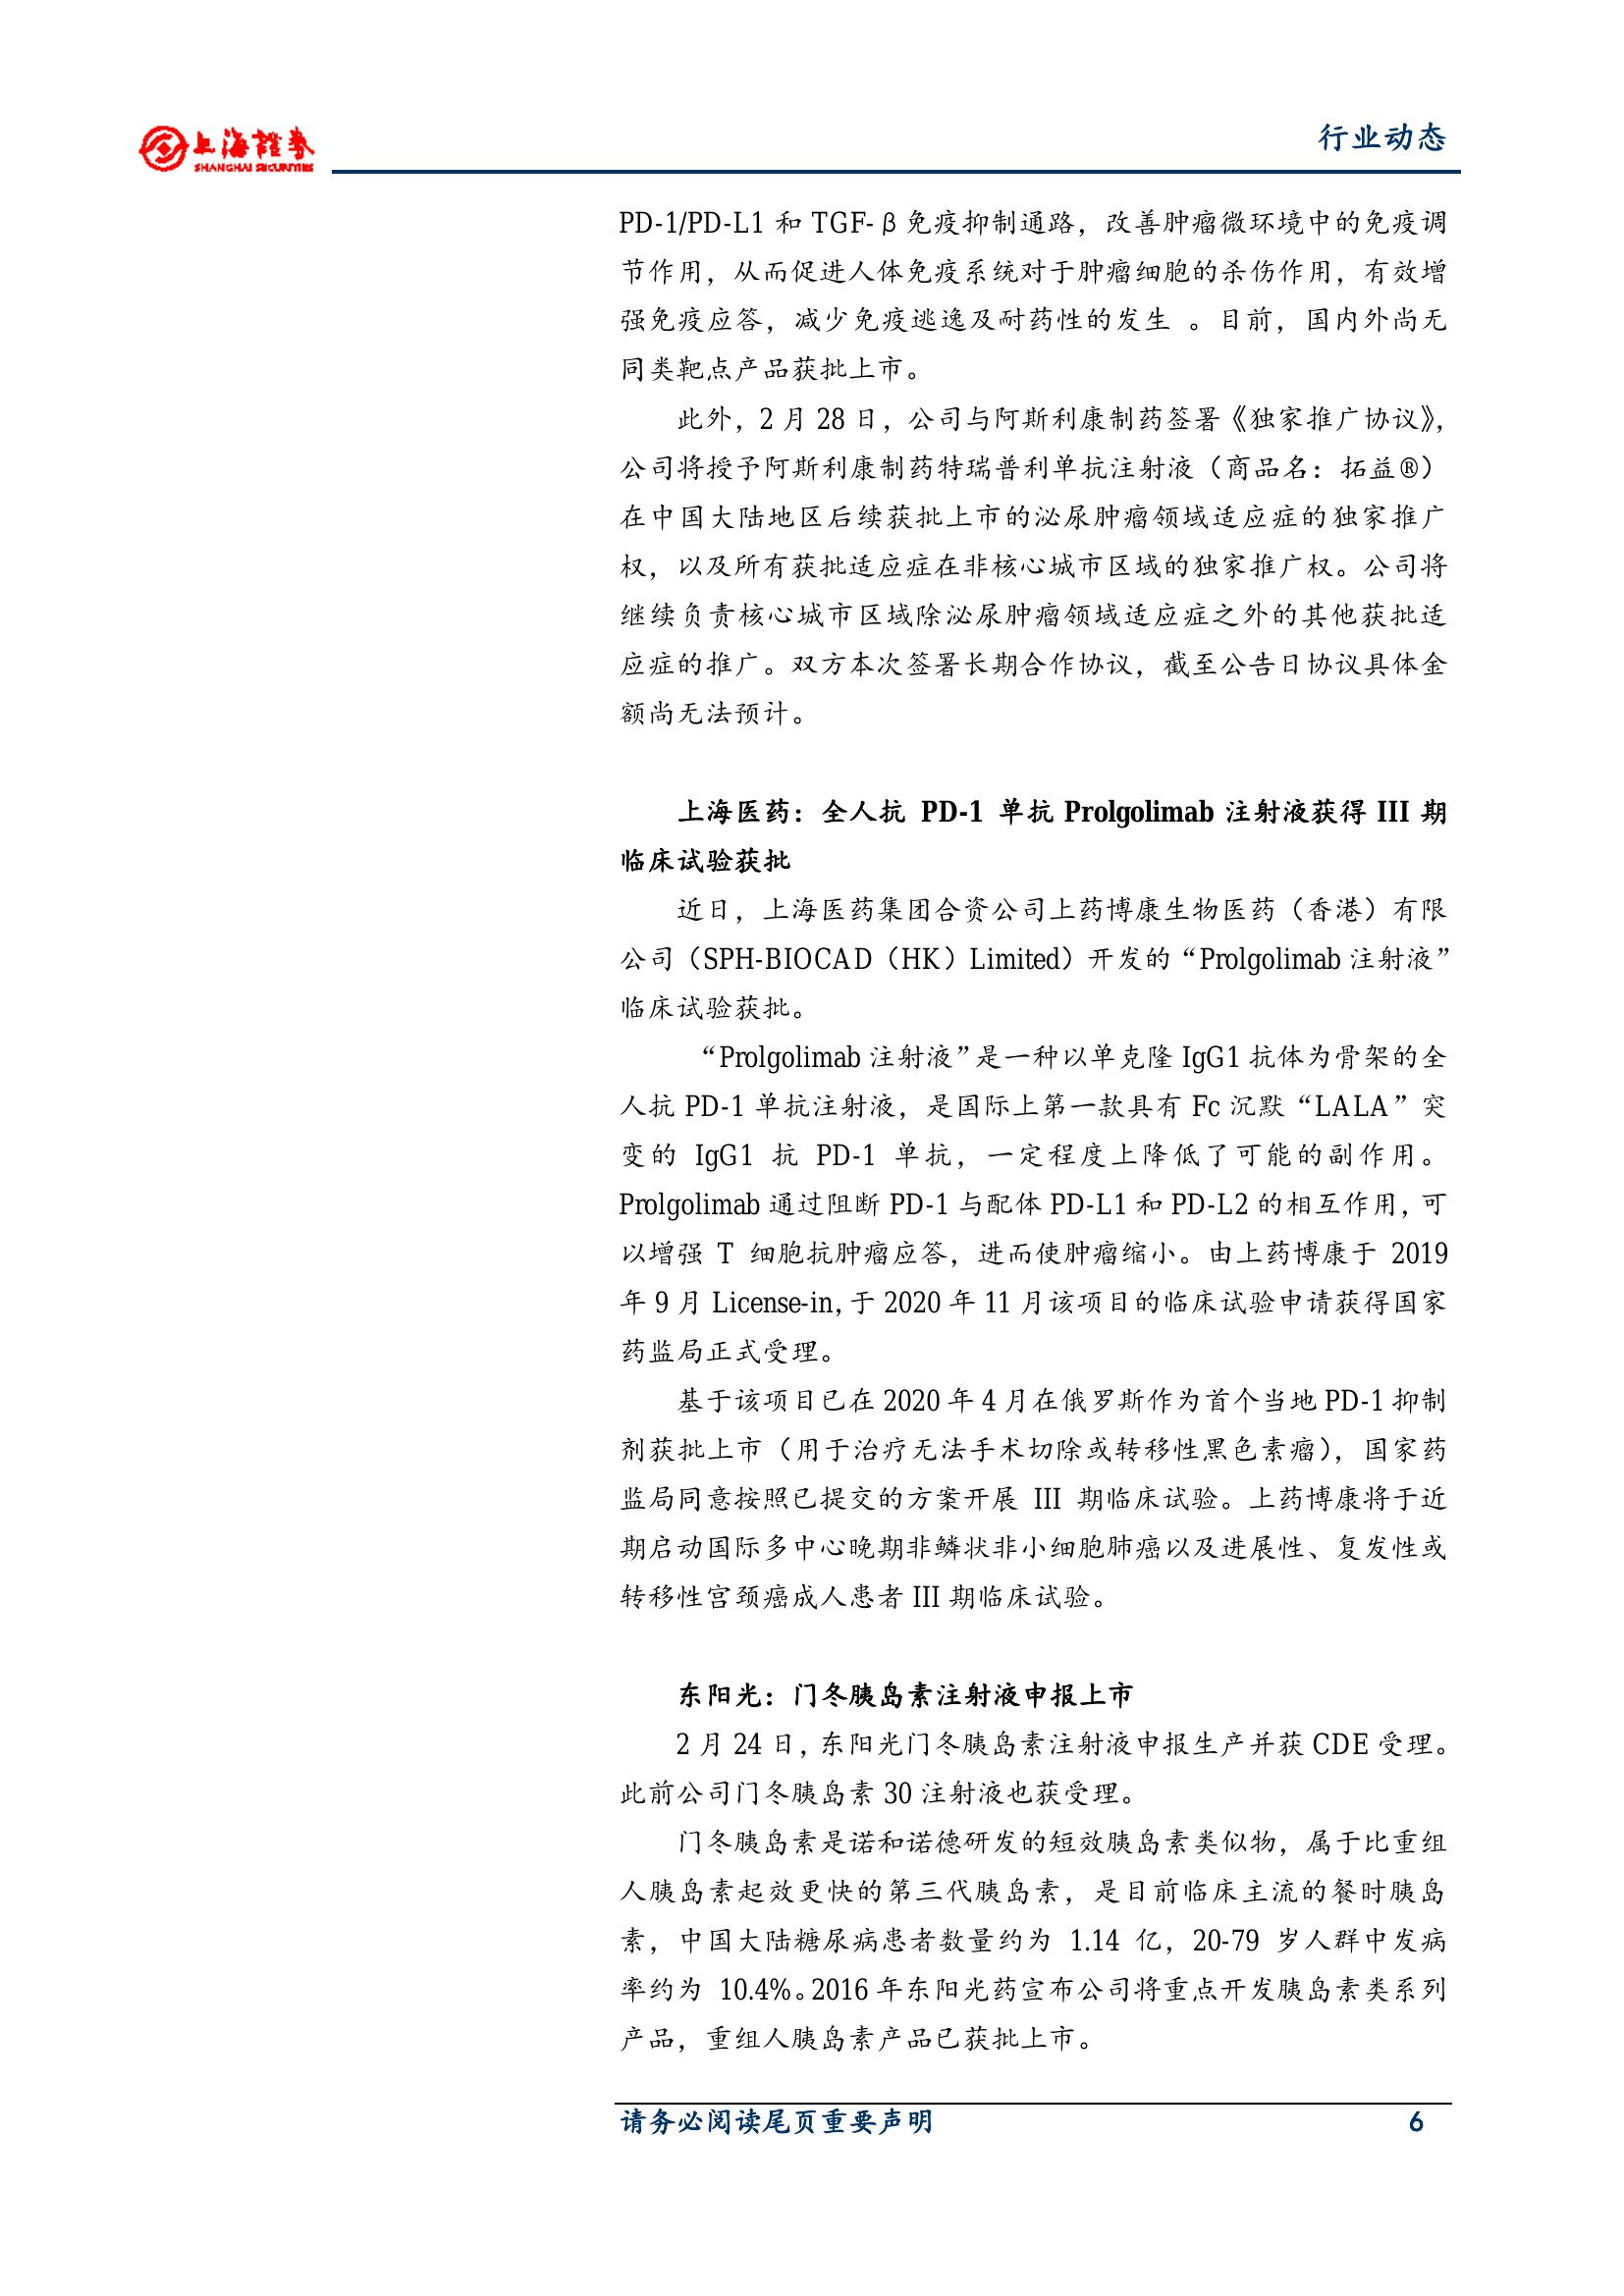 上海證券
SHANGHAI SECURITIES
行业动态
PD-1/PD-L1 和 TGF-β免疫抑制通路，改善肿瘤微环境中的免疫调
节作用，从而促进人体免疫系统对于肿瘤细胞的杀伤作用，有效增
强免疫应答，减少免疫逃逸及耐药性的发生 。目前，国内外尚无
同类靶点产品获批上市。
此外，2 月 28 日，公司与阿斯利康制药签署《独家推广协议》，
公司将授予阿斯利康制药特瑞普利单抗注射液（商品名：拓益®）
在中国大陆地区后续获批上市的泌尿肿瘤领域适应症的独家推广
权，以及所有获批适应症在非核心城市区域的独家推广权。公司将
继续负责核心城市区域除泌尿肿瘤领域适应症之外的其他获批适
应症的推广。双方本次签署长期合作协议，截至公告日协议具体金
额尚无法预计。
上海医药：全人抗 PD-1 单抗 Prolgolimab 注射液获得 III 期
临床试验获批
近日，上海医药集团合资公司上药博康生物医药（香港）有限
公司（SPH-BIOCAD（HK）Limited）开发的“Prolgolimab 注射液”
临床试验获批。
“Prolgolimab 注射液”是一种以单克隆 IgG1 抗体为骨架的全
人抗 PD-1 单抗注射液，是国际上第一款具有 Fc 沉默“LALA”突
变的 IgG1 抗 PD-1 单抗，一定程度上降低了可能的副作用。
Prolgolimab 通过阻断 PD-1 与配体 PD-L1 和 PD-L2 的相互作用，可
以增强 T 细胞抗肿瘤应答，进而使肿瘤缩小。由上药博康于 2019
年 9 月 License-in，于 2020 年 11 月该项目的临床试验申请获得国家
药监局正式受理。
基于该项目已在 2020 年 4 月在俄罗斯作为首个当地 PD-1 抑制
剂获批上市（用于治疗无法手术切除或转移性黑色素瘤），国家药
监局同意按照已提交的方案开展 III 期临床试验。上药博康将于近
期启动国际多中心晚期非鳞状非小细胞肺癌以及进展性、复发性或
转移性宫颈癌成人患者 III 期临床试验。
东阳光：门冬胰岛素注射液申报上市
2 月 24 日，东阳光门冬胰岛素注射液申报生产并获 CDE 受理。
此前公司门冬胰岛素 30 注射液也获受理。
门冬胰岛素是诺和诺德研发的短效胰岛素类似物，属于比重组
人胰岛素起效更快的第三代胰岛素，是目前临床主流的餐时胰岛
素，中国大陆糖尿病患者数量约为 1.14 亿，20-79 岁人群中发病
率约为 10.4%。2016 年东阳光药宣布公司将重点开发胰岛素类系列
产品，重组人胰岛素产品已获批上市。
请务必阅读尾页重要声明
6